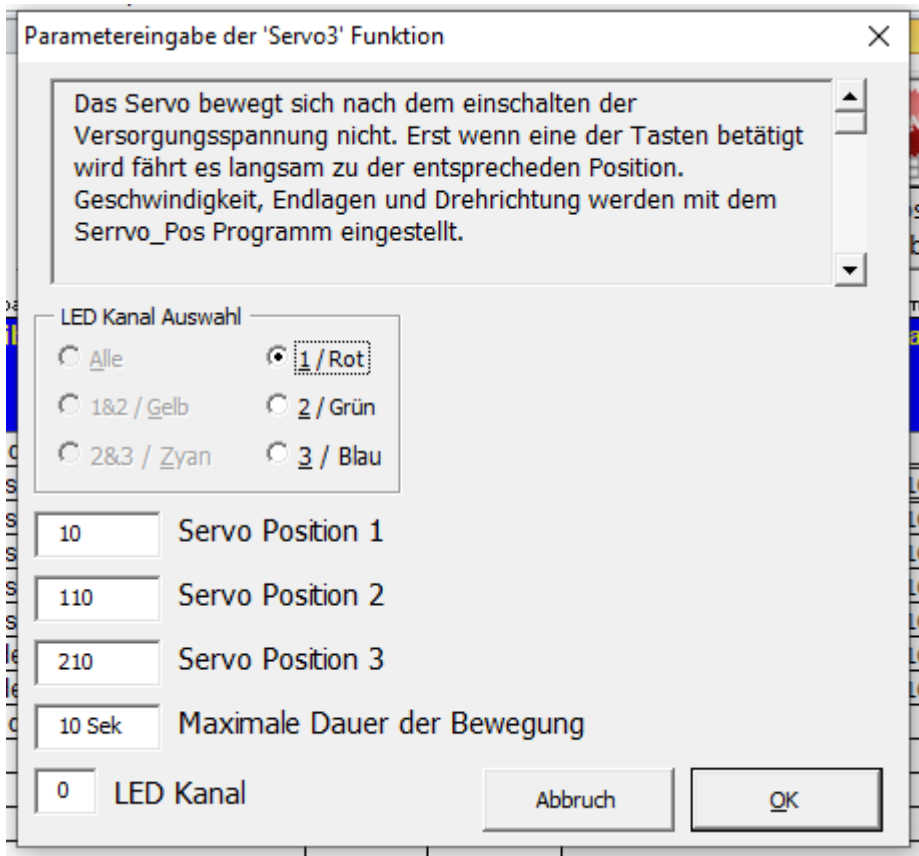 Parametereingabe der 'Servo3' Funktion
Das Servo bewegt sich nach dem einschalten der
Versorgungsspannung nicht. Erst wenn eine der Tasten betätigt
wird fährt es langsam zu der entsprecheden Position.
Geschwindigkeit, Endlagen und Drehrichtung werden mit dem
Serrvo_Pos Programm eingestellt.
LED Kanal Auswahl
Alle
1 / Rot
1&2 / Gelb
2 / Grün
2&3 / Zyan
3 / Blau
10 Servo Position 1
110 Servo Position 2
210 Servo Position 3
10 Sek Maximale Dauer der Bewegung
0 LED Kanal
Abbruch
OK